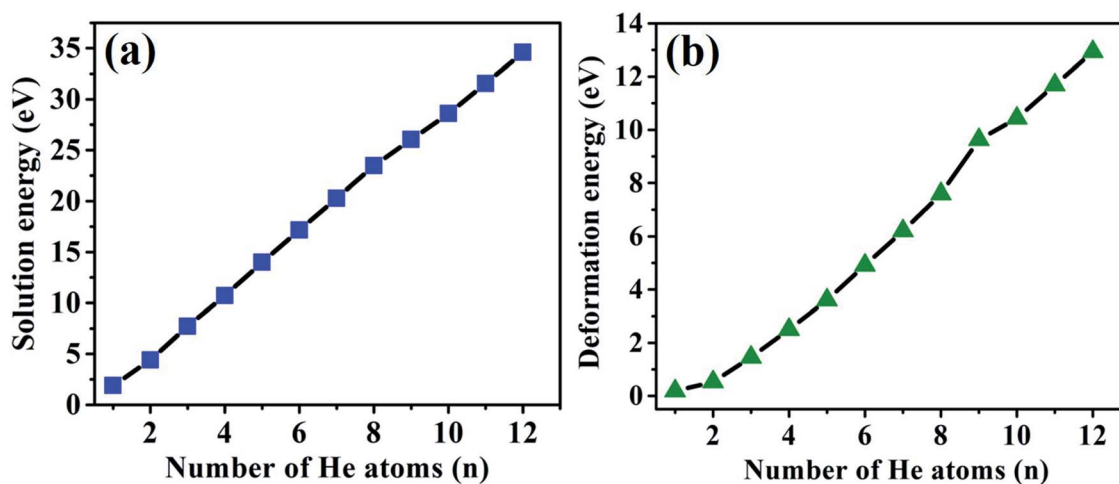 (a)
Solution energy (eV)
35
30
25
20
15
10
5
0
2 4 6 8 10 12
Number of He atoms (n)
(b)
Deformation energy (eV)
14
12
10
8
6
4
2
0
2 4 6 8 10 12
Number of He atoms (n)